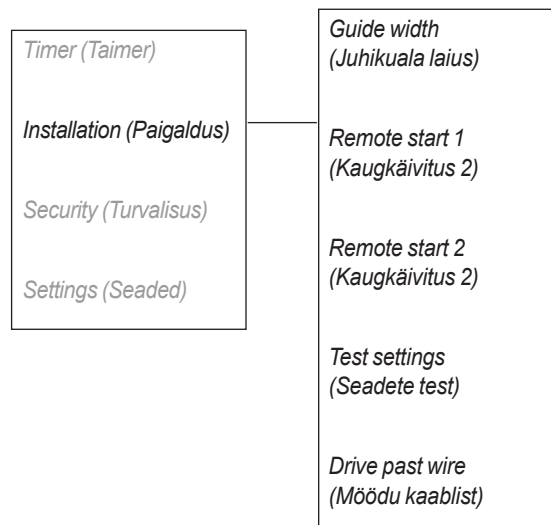 Timer (Taimer)
Installation (Paigaldus)
Security (Turvalisus)
Settings (Seaded)
Guide width
(Juhikuala laius)
Remote start 1
(Kaugkäivitus 2)
Remote start 2
(Kaugkäivitus 2)
Test settings
(Seadete test)
Drive past wire
(Möödu kaablist)